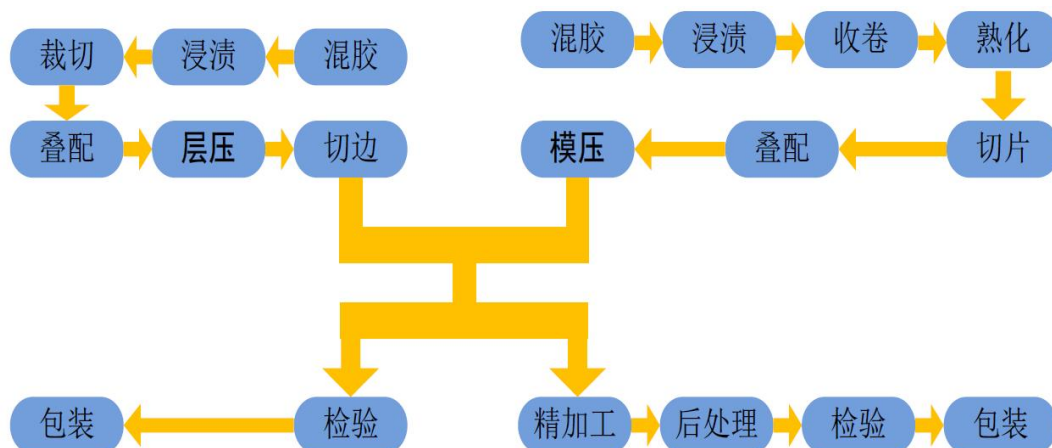 混胶 浸渍 收卷 熟化
裁切 浸渍 混胶
叠配 层压 切边
模压 叠配 切片
包装 检验
精加工 后处理 检验 包装